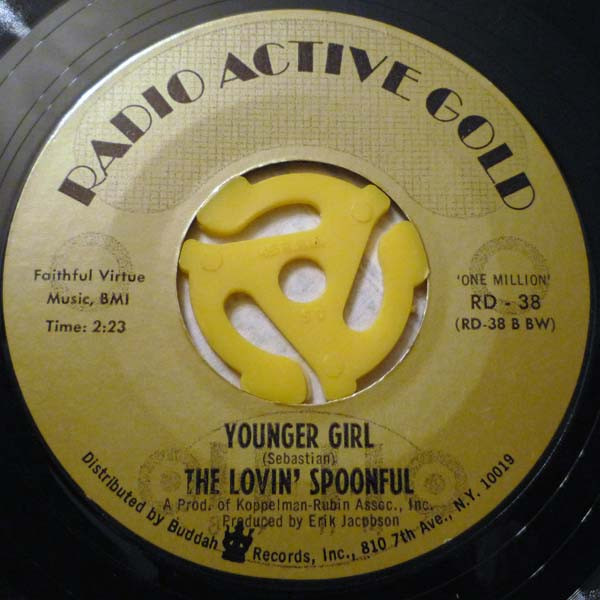 RADIO ACTIVE GOLD
Faithful Virtue
Music, BMI
Time: 2:23
'ONE MILLION'
RD - 38
(RD-38 B BW)
YOUNGER GIRL
(Sebastian)
THE LOVIN' SPOONFUL
A Prod. of Koppelman-Rubin Assoc., Inc.
Produced by Erik Jacobson
Distributed by Buddah Records, Inc., 810 7th Ave., N.Y. 10019